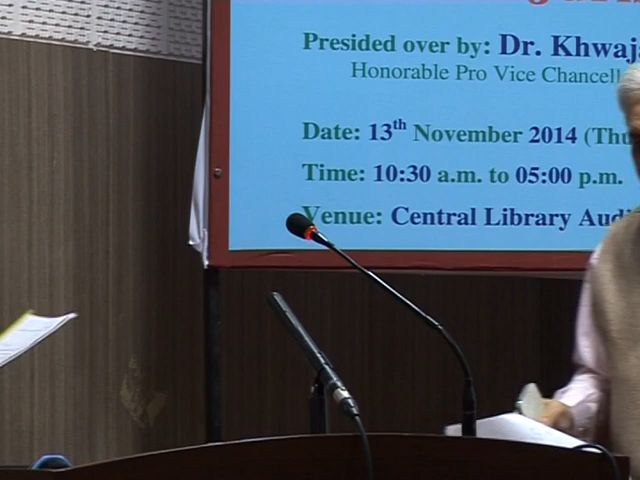 Presided over by: Dr. Khwaj
Honorable Pro Vice Chancell
Date: 13th November 2014 (Thu
Time: 10:30 a.m. to 05:00 p.m.
Venue: Central Library Audi